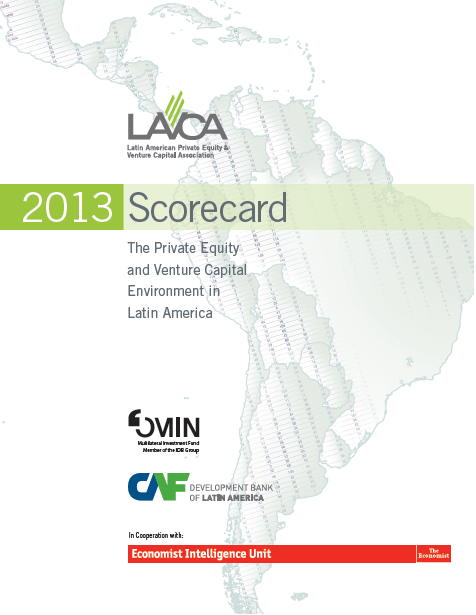 LAVCA
Latin American Private Equity &
Venture Capital Association
2013 Scorecard
The Private Equity
and Venture Capital
Environment in
Latin America
OMIN
Multilateral Investment Fund
Member of the IDB Group
CAF DEVELOPMENT BANK
OF LATIN AMERICA
In Cooperation with:
Economist Intelligence Unit
The
Economist